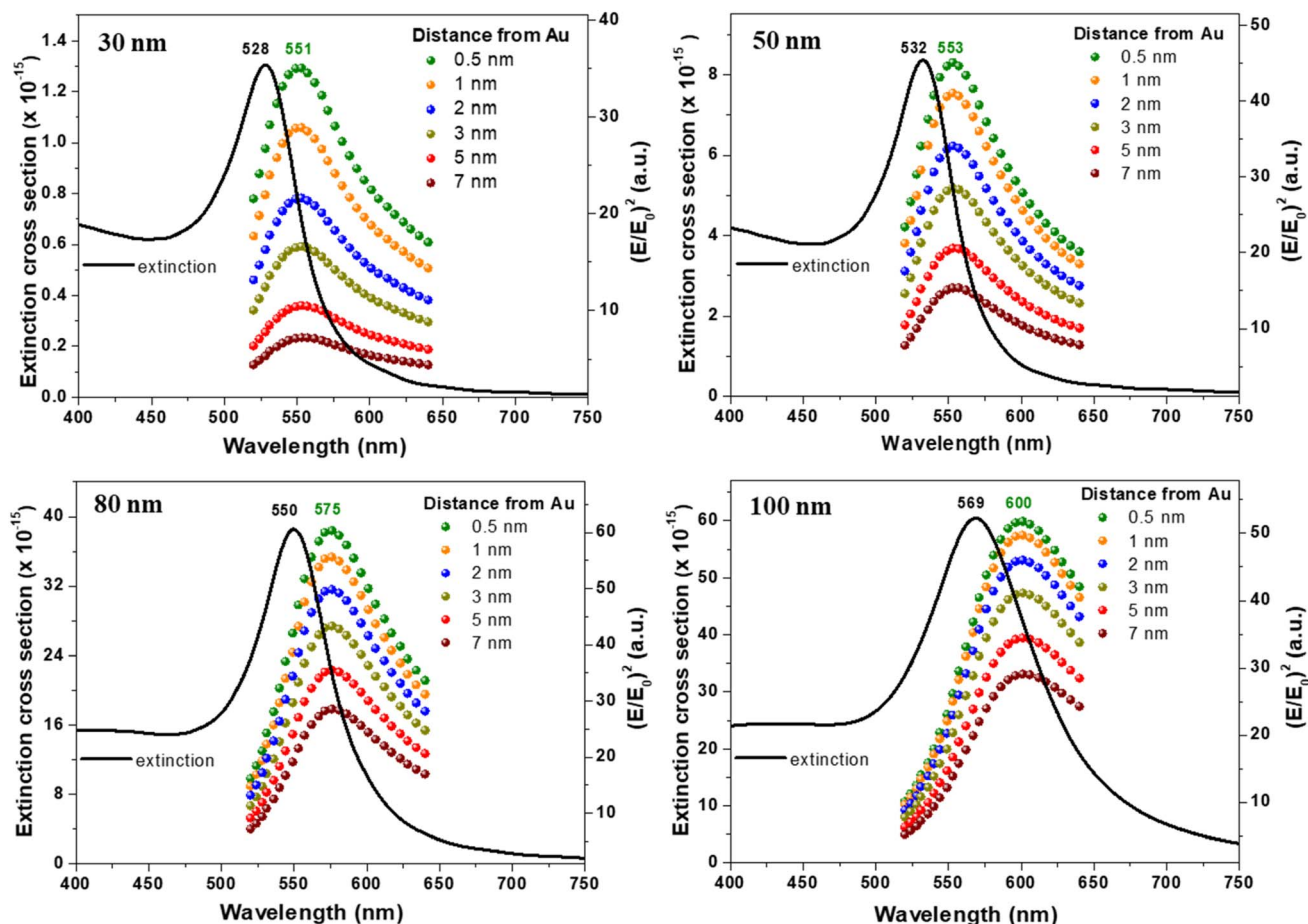 30 nm
528
551
Distance from Au
0.5 nm
1 nm
2 nm
3 nm
5 nm
7 nm
extinction
Extinction cross section (x 10^-15)
1.4
1.2
1.0
0.8
0.6
0.4
0.2
0.0
40
30
20
10
(E/E0)^2 (a.u.)
400 450 500 550 600 650 700 750
Wavelength (nm)
50 nm
532
553
Distance from Au
0.5 nm
1 nm
2 nm
3 nm
5 nm
7 nm
extinction
Extinction cross section (x 10^-15)
8
6
4
2
0
50
40
30
20
10
(E/E0)^2 (a.u.)
400 450 500 550 600 650 700 750
Wavelength (nm)
80 nm
550
575
Distance from Au
0.5 nm
1 nm
2 nm
3 nm
5 nm
7 nm
extinction
Extinction cross section (x 10^-15)
40
32
24
16
8
0
60
50
40
30
20
10
(E/E0)^2 (a.u.)
400 450 500 550 600 650 700 750
Wavelength (nm)
100 nm
569
600
Distance from Au
0.5 nm
1 nm
2 nm
3 nm
5 nm
7 nm
extinction
Extinction cross section (x 10^-15)
60
50
40
30
20
10
0
50
40
30
20
10
(E/E0)^2 (a.u.)
400 450 500 550 600 650 700 750
Wavelength (nm)